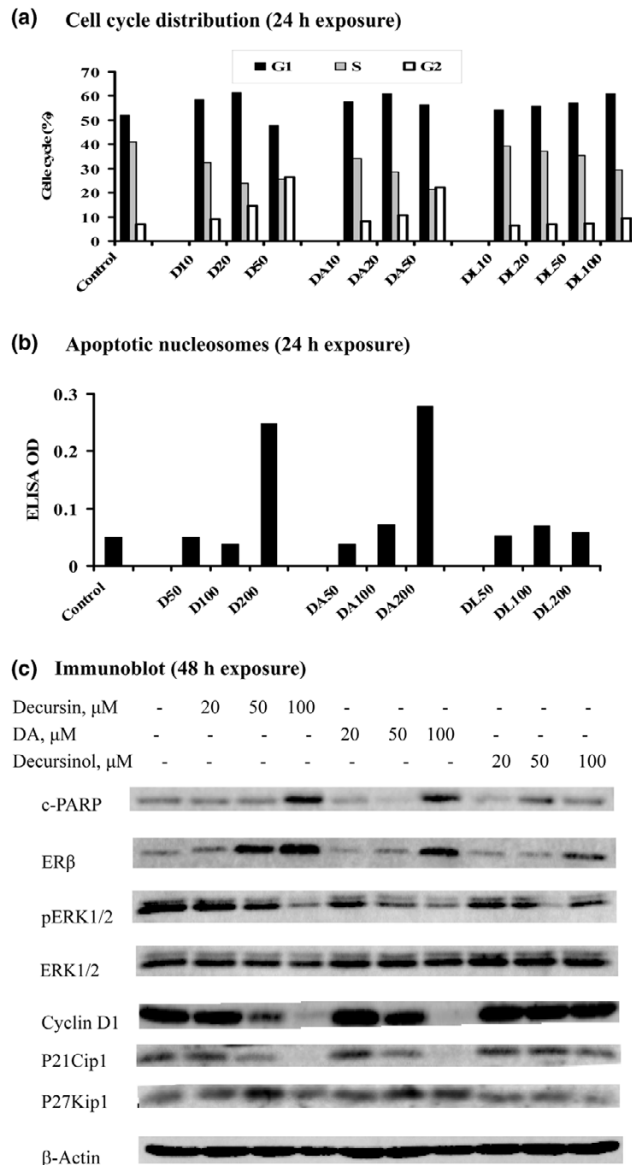 (a) Cell cycle distribution (24 h exposure)
G1 S G2
Celle cycle (%)
70
60
50
40
30
20
10
0
Control D10 D20 D50 DA10 DA20 DA50 DL10 DL20 DL50 DL100
(b) Apoptotic nucleosomes (24 h exposure)
ELISA OD
0.3
0.2
0.1
0
Control D50 D100 D200 DA50 DA100 DA200 DL50 DL100 DL200
(c) Immunoblot (48 h exposure)
Decursin, μM - 20 50 100 - - - - - -
DA, μM - - - - 20 50 100 - - -
Decursinol, μM - - - - - - - 20 50 100
c-PARP
ERβ
pERK1/2
ERK1/2
Cyclin D1
P21Cip1
P27Kip1
β-Actin